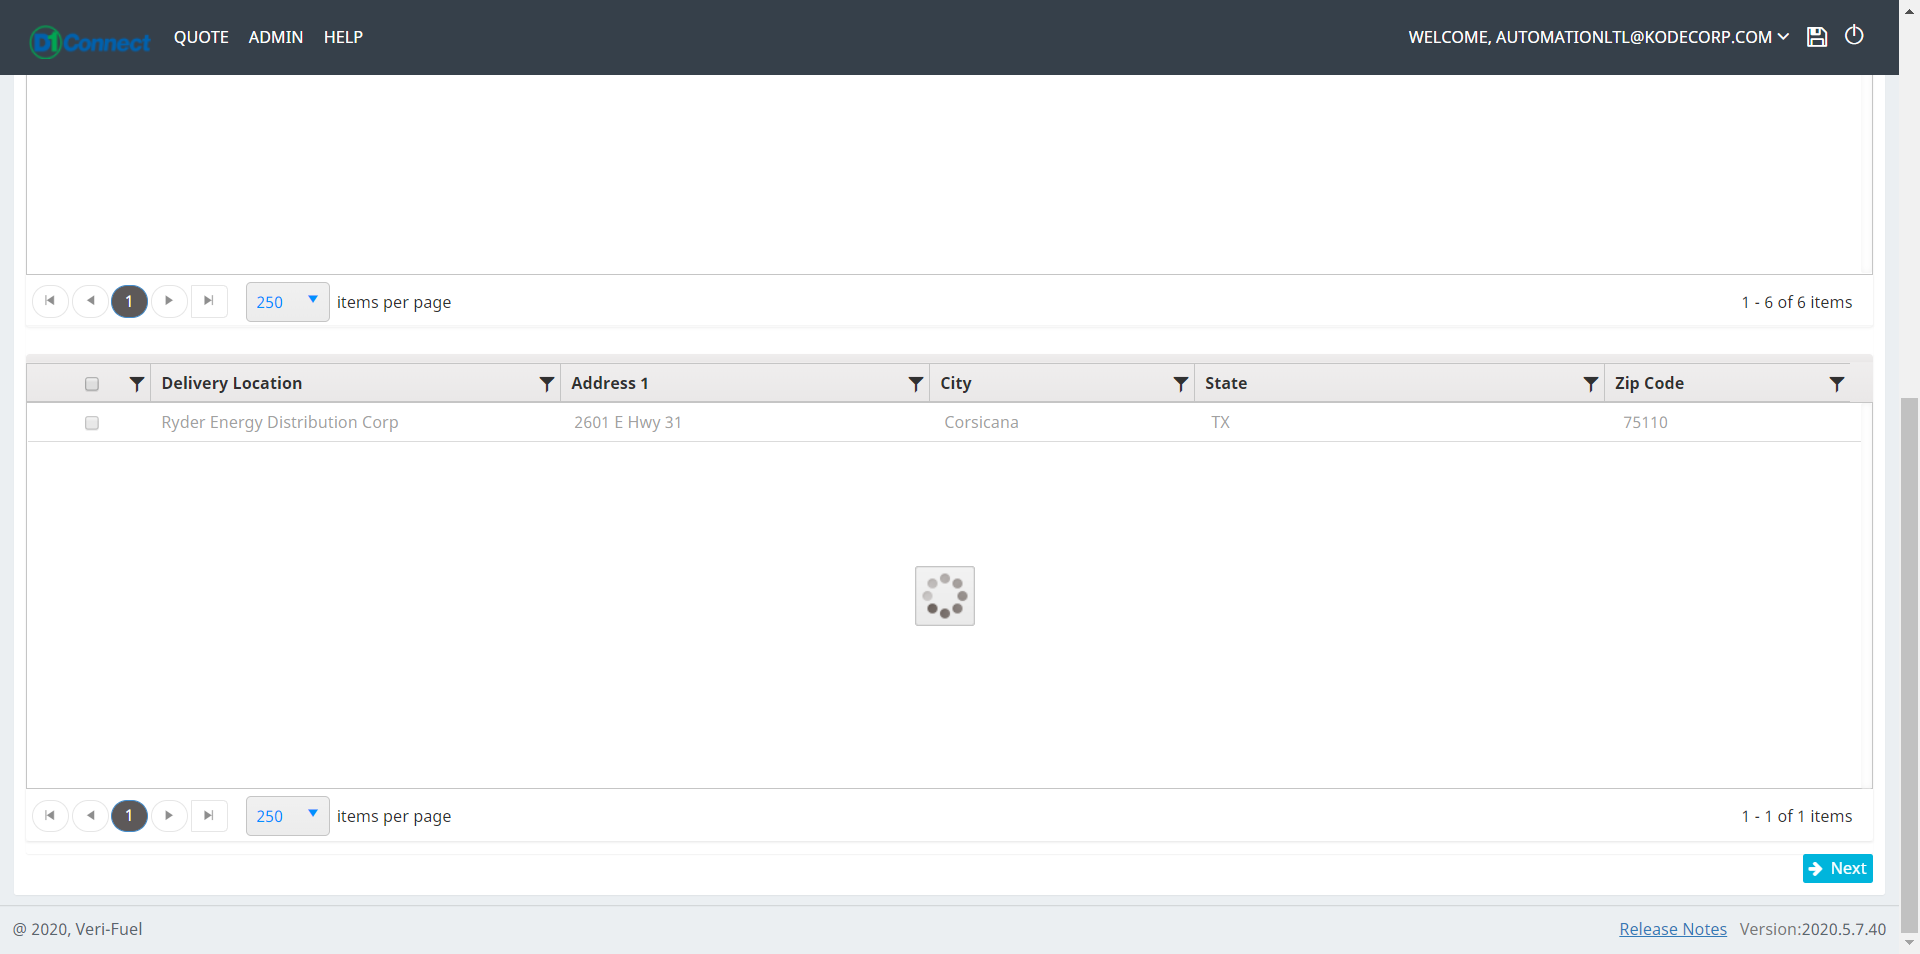 D1Connect QUOTE ADMIN HELP WELCOME, AUTOMATIONLTL@KODECORP.COM
1 250 items per page 1 - 6 of 6 items
Delivery Location Address 1 City State Zip Code
Ryder Energy Distribution Corp 2601 E Hwy 31 Corsicana TX 75110
1 250 items per page 1 - 1 of 1 items
Next
@ 2020, Veri-Fuel Release Notes Version:2020.5.7.40